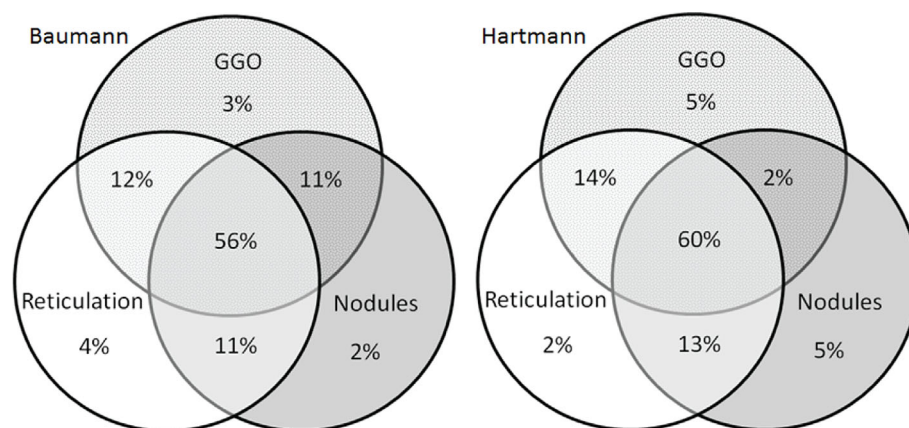 Baumann
GGO
3%
12%
11%
56%
Reticulation
Nodules
4%
11%
2%
Hartmann
GGO
5%
14%
2%
60%
Reticulation
Nodules
2%
13%
5%